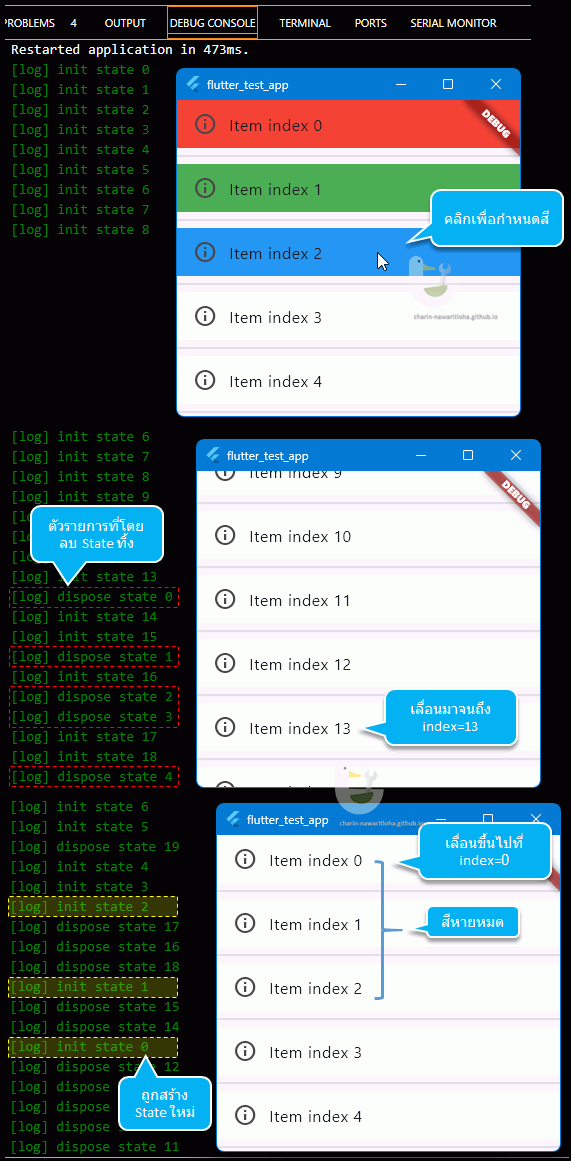 PROBLEMS 4 OUTPUT DEBUG CONSOLE TERMINAL PORTS SERIAL MONITOR
Restarted application in 473ms.
[log] init state 0
[log] init state 1
[log] init state 2
[log] init state 3
[log] init state 4
[log] init state 5
[log] init state 6
[log] init state 7
[log] init state 8
flutter_test_app
DEBUG
Item index 0
Item index 1
Item index 2
Item index 3
Item index 4
คลิกเพื่อกำหนดสี
charin-nawaritloha.github.io
[log] init state 6
[log] init state 7
[log] init state 8
[log] init state 9
[log]
[log]
[log]
[log] init state 13
[log] dispose state 0
[log] init state 14
[log] init state 15
[log] dispose state 1
[log] init state 16
[log] dispose state 2
[log] dispose state 3
[log] init state 17
[log] init state 18
[log] dispose state 4
ตัวรายการที่โดย
ลบ State ทิ้ง
flutter_test_app
DEBUG
Item index 9
Item index 10
Item index 11
Item index 12
Item index 13
เลื่อนมาจนถึง
index=13
[log] init state 6
[log] init state 5
[log] dispose state 19
[log] init state 4
[log] init state 3
[log] init state 2
[log] dispose state 17
[log] dispose state 16
[log] dispose state 18
[log] init state 1
[log] dispose state 15
[log] dispose state 14
[log] init state 0
[log] dispose state 12
[log] dispose
[log] dispose
[log] dispose
[log] dispose state 11
ถูกสร้าง
State ใหม่
flutter_test_app
charin-nawaritloha.github.io
Item index 0
Item index 1
Item index 2
Item index 3
Item index 4
เลื่อนขึ้นไปที่
index=0
สีหายหมด